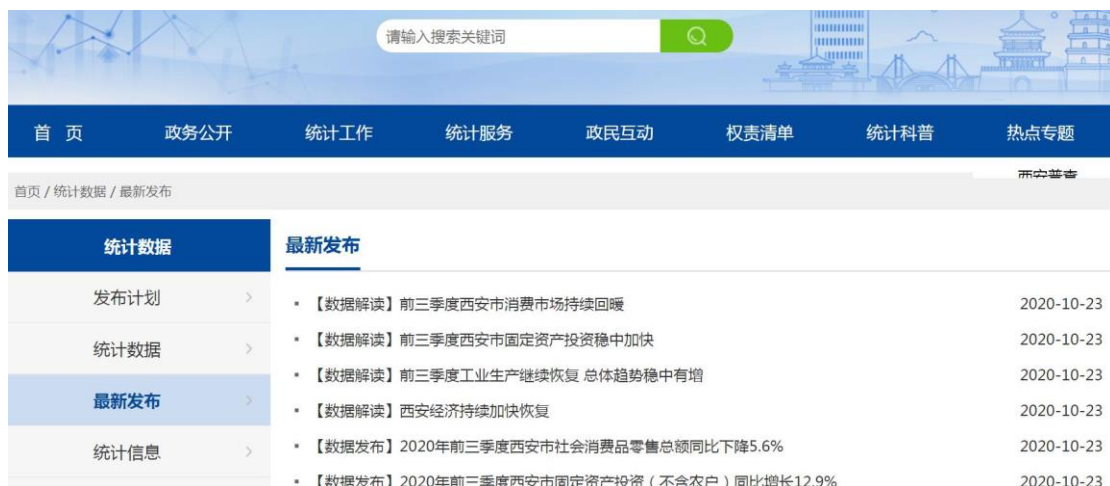 请输入搜索关键词
首 页 政务公开 统计工作 统计服务 政民互动 权责清单 统计科普 热点专题
西安普查
首页 / 统计数据 / 最新发布
统计数据
发布计划
统计数据
最新发布
统计信息
最新发布
【数据解读】前三季度西安市消费市场持续回暖 2020-10-23
【数据解读】前三季度西安市固定资产投资稳中加快 2020-10-23
【数据解读】前三季度工业生产继续恢复 总体趋势稳中有增 2020-10-23
【数据解读】西安经济持续加快恢复 2020-10-23
【数据发布】2020年前三季度西安市社会消费品零售总额同比下降5.6% 2020-10-23
【数据发布】2020年前三季度西安市固定资产投资（不含农户）同比增长12.9% 2020-10-23